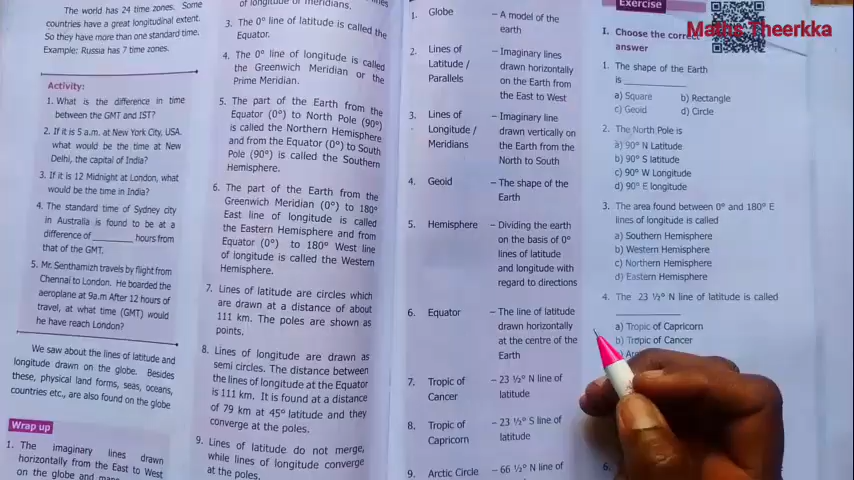 The world has 24 time zones. Some
countries have a great longitudinal extent.
So they have more than one standard time.
Example: Russia has 7 time zones.
Activity:
1. What is the difference in time
between the GMT and IST?
2. If it is 5 a.m. at New York City, USA.
what would be the time at New
Delhi, the capital of India?
3. If it is 12 Midnight at London, what
would be the time in India?
4. The standard time of Sydney city
in Australia is found to be at a
difference of ________ hours from
that of the GMT.
5. Mr. Senthamizh travels by flight from
Chennai to London. He boarded the
aeroplane at 9a.m After 12 hours of
travel, at what time (GMT) would
he have reach London?
We saw about the lines of latitude and
longitude drawn on the globe. Besides
these, physical land forms, seas, oceans,
countries etc., are also found on the globe
Wrap up
1. The imaginary lines drawn
horizontally from the East to West
on the globe and
of longitude or meridians.
3. The 0° line of latitude is called the
Equator.
4. The 0° line of longitude is called
the Greenwich Meridian or the
Prime Meridian.
5. The part of the Earth from the
Equator (0°) to North Pole (90°)
is called the Northern Hemisphere
and from the Equator (0°) to South
Pole (90°) is called the Southern
Hemisphere.
6. The part of the Earth from the
Greenwich Meridian (0°) to 180°
East line of longitude is called
the Eastern Hemisphere and from
Equator (0°) to 180° West line
of longitude is called the Western
Hemisphere.
7. Lines of latitude are circles which
are drawn at a distance of about
111 km. The poles are shown as
points.
8. Lines of longitude are drawn as
semi circles. The distance between
the lines of longitude at the Equator
is 111 km. It is found at a distance
of 79 km at 45° latitude and they
converge at the poles.
9. Lines of latitude do not merge,
while lines of longitude converge
at the poles.
1. Globe – A model of the
earth
2. Lines of – Imaginary lines
Latitude / drawn horizontally
Parallels on the Earth from
the East to West
3. Lines of – Imaginary line
Longitude / drawn vertically on
Meridians the Earth from the
North to South
4. Geoid – The shape of the
Earth
5. Hemisphere – Dividing the earth
on the basis of 0°
lines of latitude
and longitude with
regard to directions
6. Equator – The line of latitude
drawn horizontally
at the centre of the
Earth
7. Tropic of – 23 ½° N line of
Cancer latitude
8. Tropic of – 23 ½° S line of
Capricorn latitude
9. Arctic Circle – 66 ½° N line of
Exercise
Maths Theerkka
1. Choose the correct
answer
1. The shape of the Earth
is ________
a) Square b) Rectangle
c) Geoid d) Circle
2. The North Pole is
a) 90° N Latitude
b) 90° S latitude
c) 90° W Longitude
d) 90° E longitude
3. The area found between 0° and 180° E
lines of longitude is called
a) Southern Hemisphere
b) Western Hemisphere
c) Northern Hemisphere
d) Eastern Hemisphere
4. The 23 ½° N line of latitude is called
________
a) Tropic of Capricorn
b) Tropic of Cancer
6.